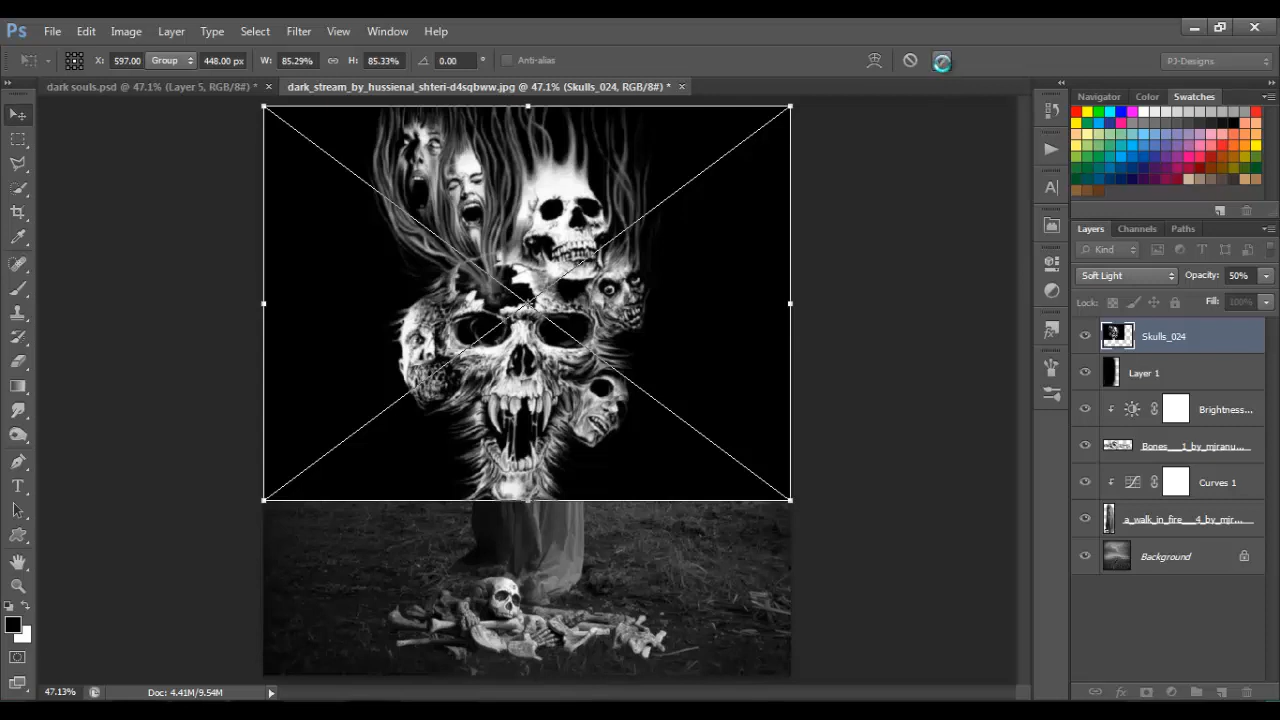 Ps File Edit Image Layer Type Select Filter View Window Help
X: 597.00 Group 448.00 px W: 85.29% H: 85.33% 0.00 ° Anti-alias PJ-Designs
dark souls.psd @ 47.1% (Layer 5, RGB/8#) * × dark_stream_by_hussienal_shteri-d4sqbww.jpg @ 47.1% (Skulls_024, RGB/8#) * ×
Navigator Color Swatches
Layers Channels Paths
Kind
Soft Light Opacity: 50%
Lock: Fill: 100%
Skulls_024
Layer 1
Brightness...
Bones___1_by_mjranu...
Curves 1
a_walk_in_fire___4_by_mjr...
Background
47.13% Doc: 4.41M/9.54M